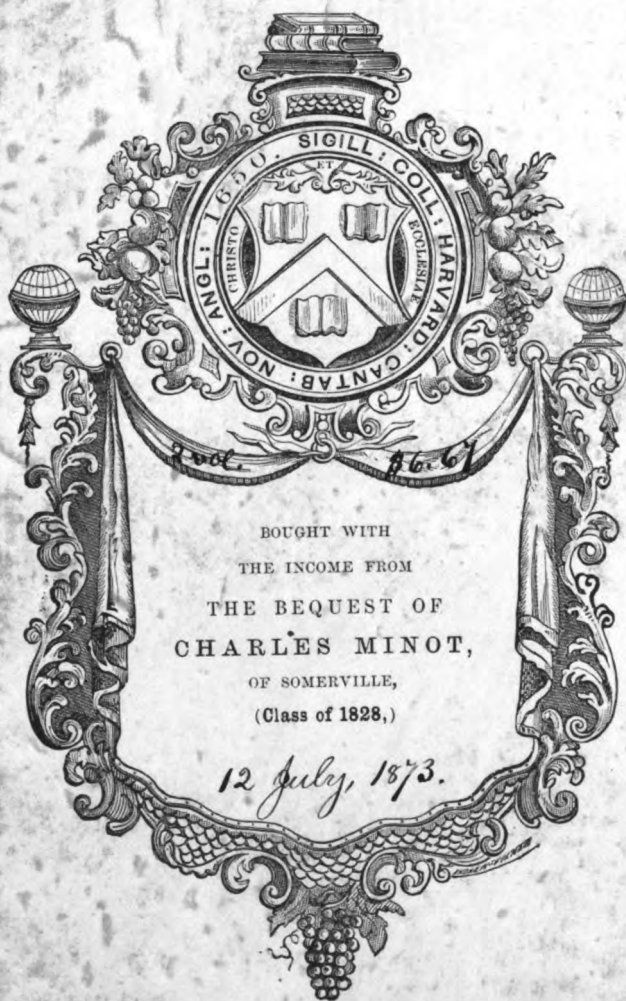 SIGILL: COLL: HARVARD: CANTAB: NOV: ANGL: 1650.
ET
CHRISTO
ECCLESIAE
2 vol. $6.67
BOUGHT WITH
THE INCOME FROM
THE BEQUEST OF
CHARLES MINOT,
OF SOMERVILLE,
(Class of 1828,)
12 July, 1873.